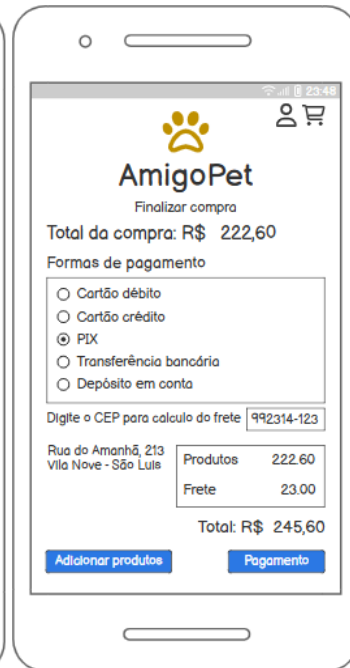 23:48
AmigoPet
Finalizar compra
Total da compra: R$ 222,60
Formas de pagamento
Cartão débito
Cartão crédito
PIX
Transferência bancária
Depósito em conta
Digite o CEP para calculo do frete 992314-123
Rua do Amanhã, 213
Vila Nove - São Luis
Produtos 222.60
Frete 23.00
Total: R$ 245,60
Adicionar produtos Pagamento